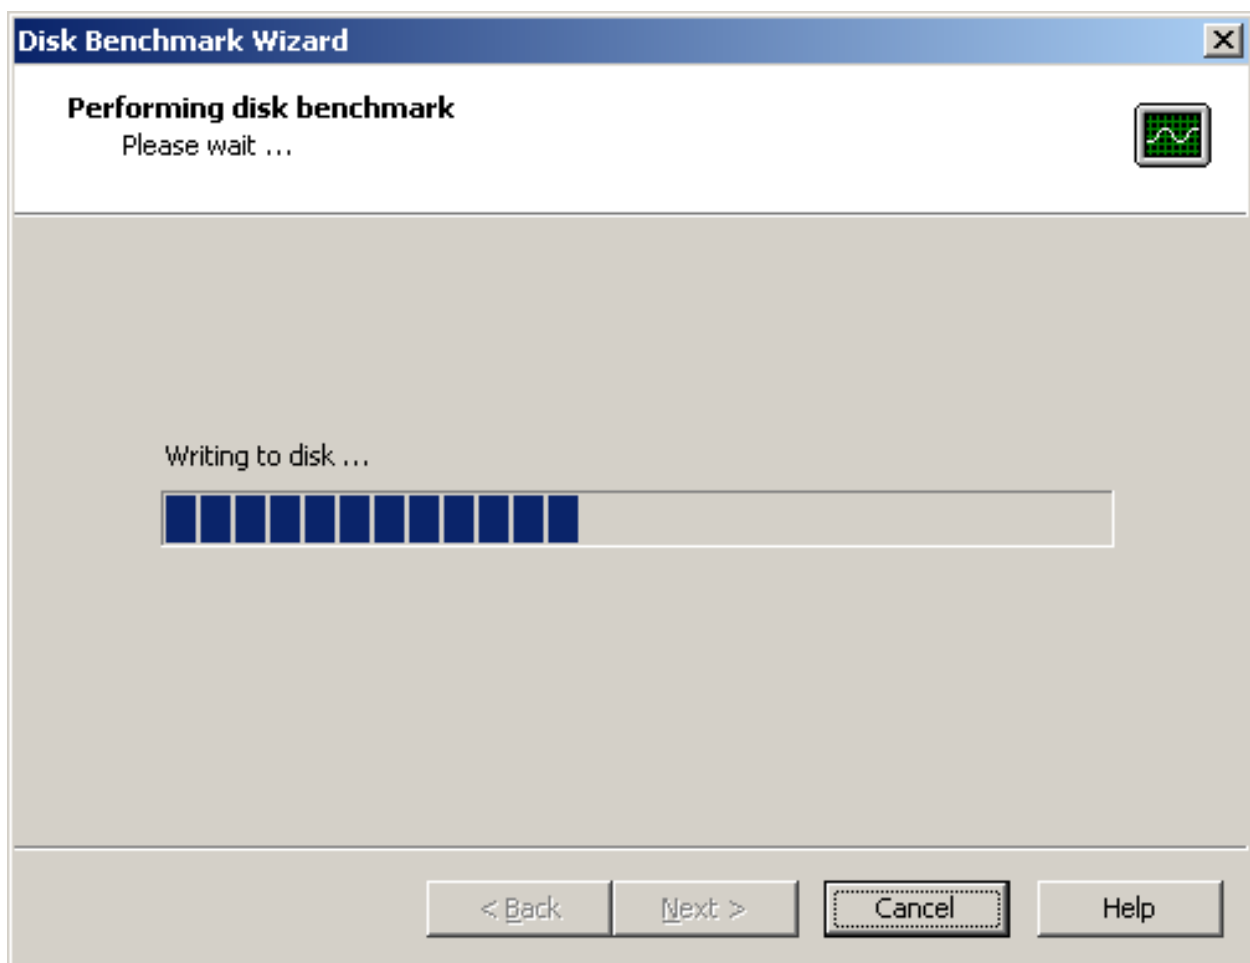 Disk Benchmark Wizard
Performing disk benchmark
Please wait ...
Writing to disk ...
< Back Next > Cancel Help